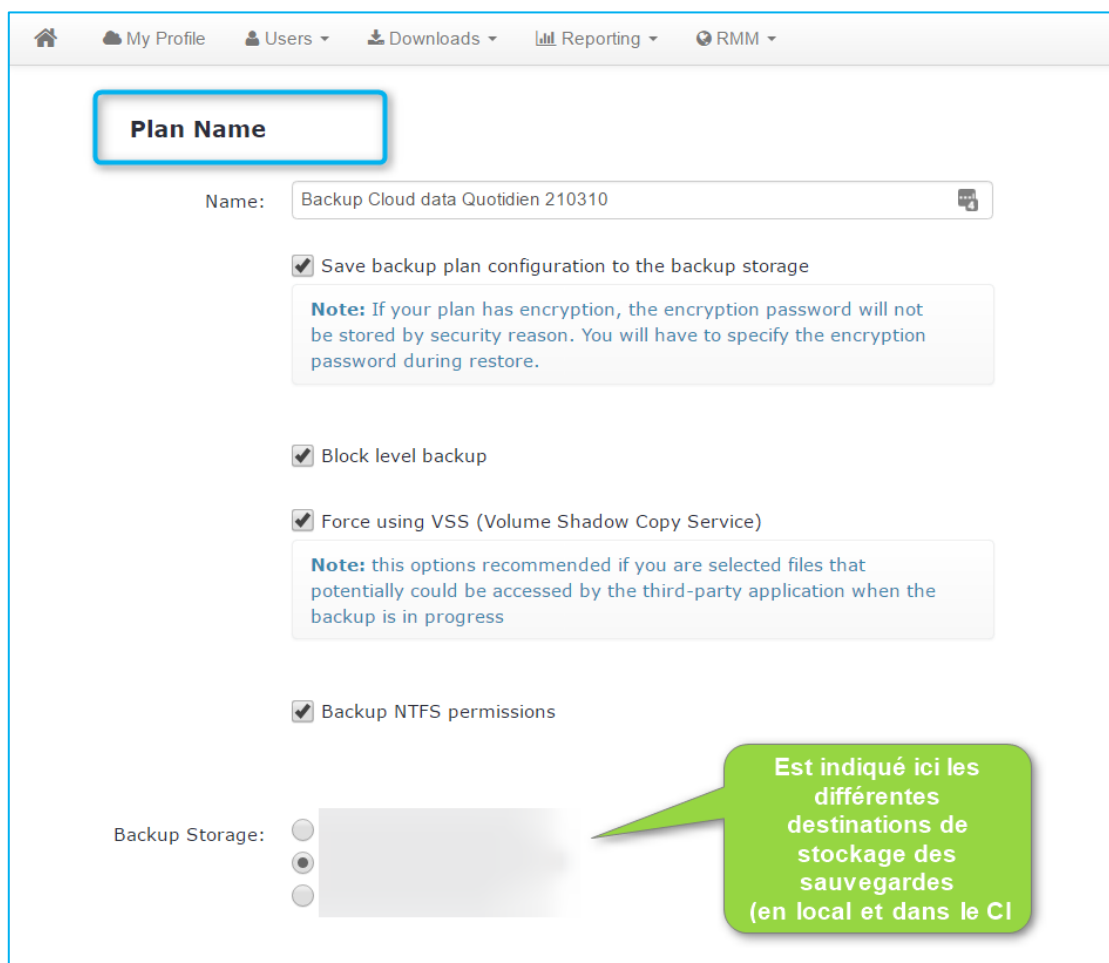 My Profile Users Downloads Reporting RMM
Plan Name
Name: Backup Cloud data Quotidien 210310
4
Save backup plan configuration to the backup storage
Note: If your plan has encryption, the encryption password will not
be stored by security reason. You will have to specify the encryption
password during restore.
Block level backup
Force using VSS (Volume Shadow Copy Service)
Note: this options recommended if you are selected files that
potentially could be accessed by the third-party application when the
backup is in progress
Backup NTFS permissions
Backup Storage:
Est indiqué ici les
différentes
destinations de
stockage des
sauvegardes
(en local et dans le Cl